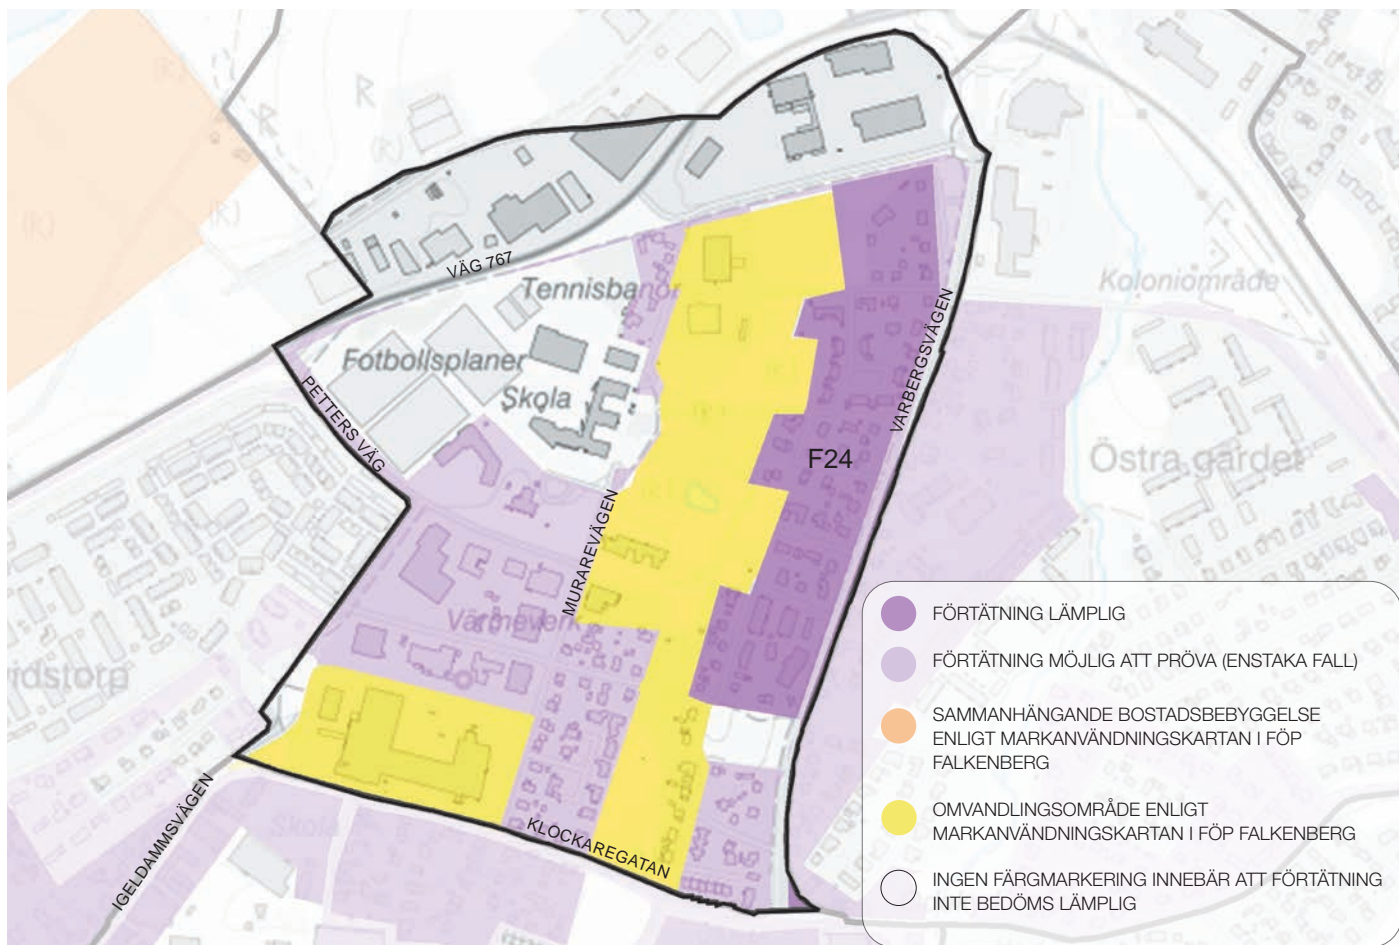 (R)
R
R
(R)
(R)
(R)
VÄG 767
Tennisbanor
Koloniområde
Fotbollsplaner
PETTERS VÄG
Skola
VARBERGSVÄGEN
F24
Östra gärdet
MURAREVÄGEN
Värmeverk
rdstorp
IGELDAMMSVÄGEN
Skola
KLOCKAREGATAN
FÖRTÄTNING LÄMPLIG
FÖRTÄTNING MÖJLIG ATT PRÖVA (ENSTAKA FALL)
SAMMANHÄNGANDE BOSTADSBEBYGGELSE
ENLIGT MARKANVÄNDNINGSKARTAN I FÖP
FALKENBERG
OMVANDLINGSOMRÅDE ENLIGT
MARKANVÄNDNINGSKARTAN I FÖP FALKENBERG
INGEN FÄRGMARKERING INNEBÄR ATT FÖRTÄTNING
INTE BEDÖMS LÄMPLIG